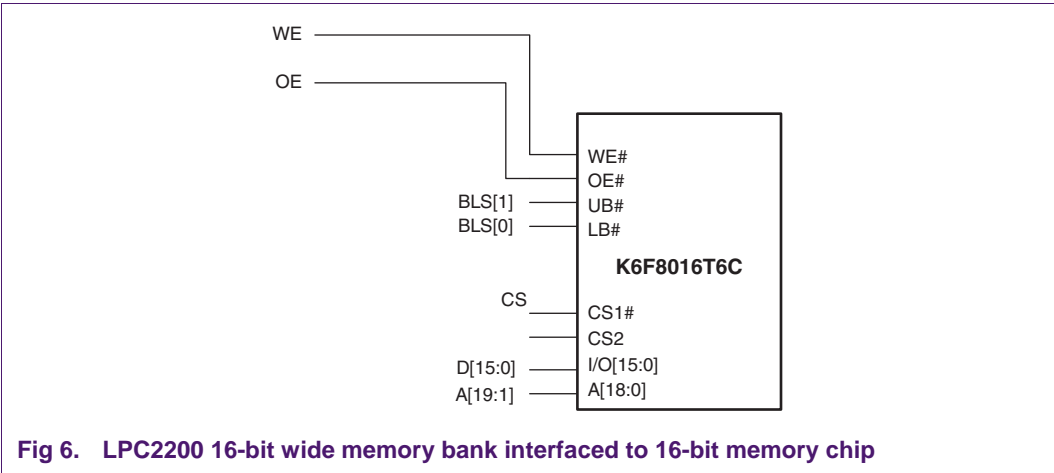 WE
OE
WE#
OE#
BLS[1]
UB#
BLS[0]
LB#
K6F8016T6C
CS
CS1#
CS2
D[15:0]
I/O[15:0]
A[19:1]
A[18:0]
Fig 6. LPC2200 16-bit wide memory bank interfaced to 16-bit memory chip